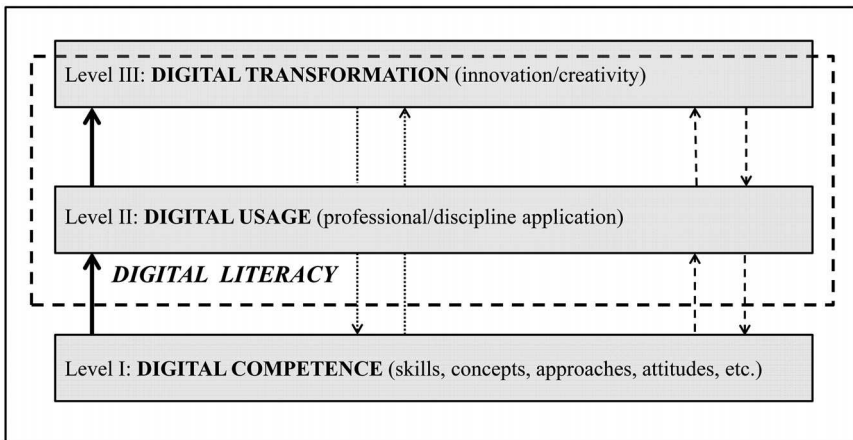 Level III: DIGITAL TRANSFORMATION (innovation/creativity)
Level II: DIGITAL USAGE (professional/discipline application)
DIGITAL LITERACY
Level I: DIGITAL COMPETENCE (skills, concepts, approaches, attitudes, etc.)